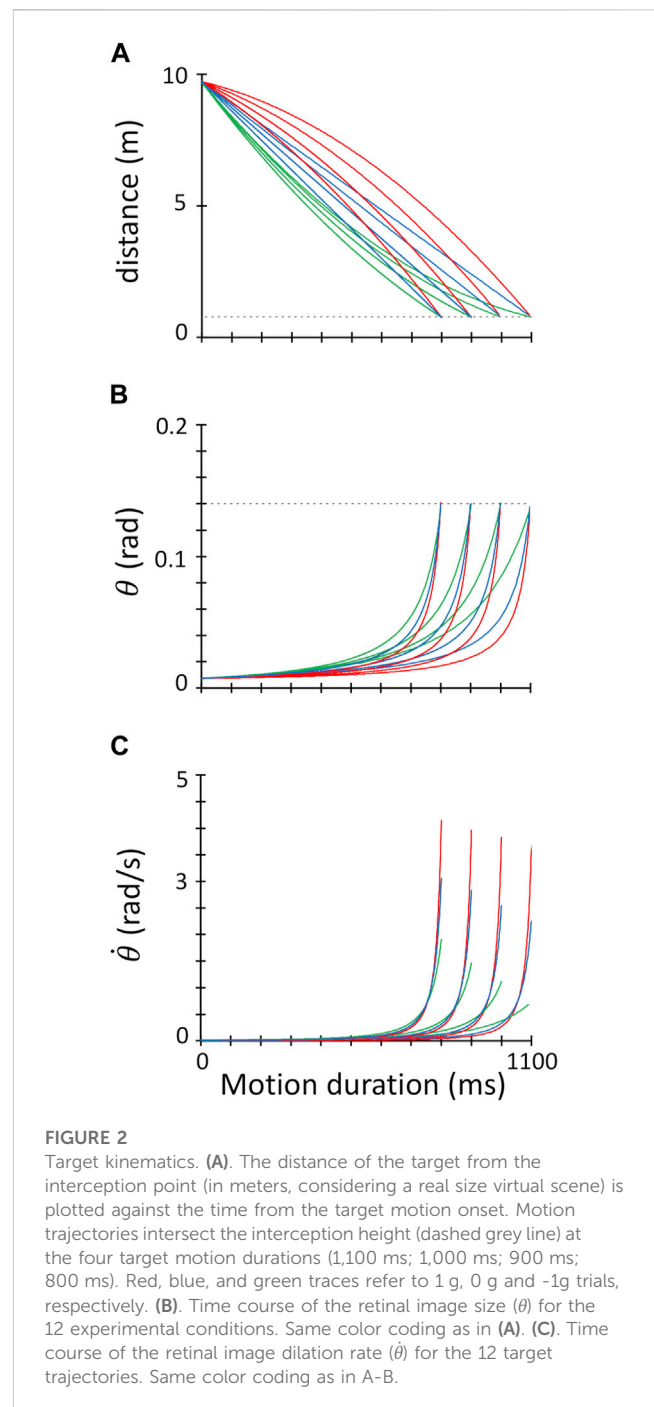 A
10
distance (m)
5
0
B
0.2
θ (rad)
0.1
0
C
5
θ̇ (rad/s)
3
0
0 1100
Motion duration (ms)
FIGURE 2
Target kinematics. (A). The distance of the target from the
interception point (in meters, considering a real size virtual scene) is
plotted against the time from the target motion onset. Motion
trajectories intersect the interception height (dashed grey line) at
the four target motion durations (1,100 ms; 1,000 ms; 900 ms;
800 ms). Red, blue, and green traces refer to 1 g, 0 g and -1g trials,
respectively. (B). Time course of the retinal image size (θ) for the
12 experimental conditions. Same color coding as in (A). (C). Time
course of the retinal image dilation rate (θ̇) for the 12 target
trajectories. Same color coding as in A-B.